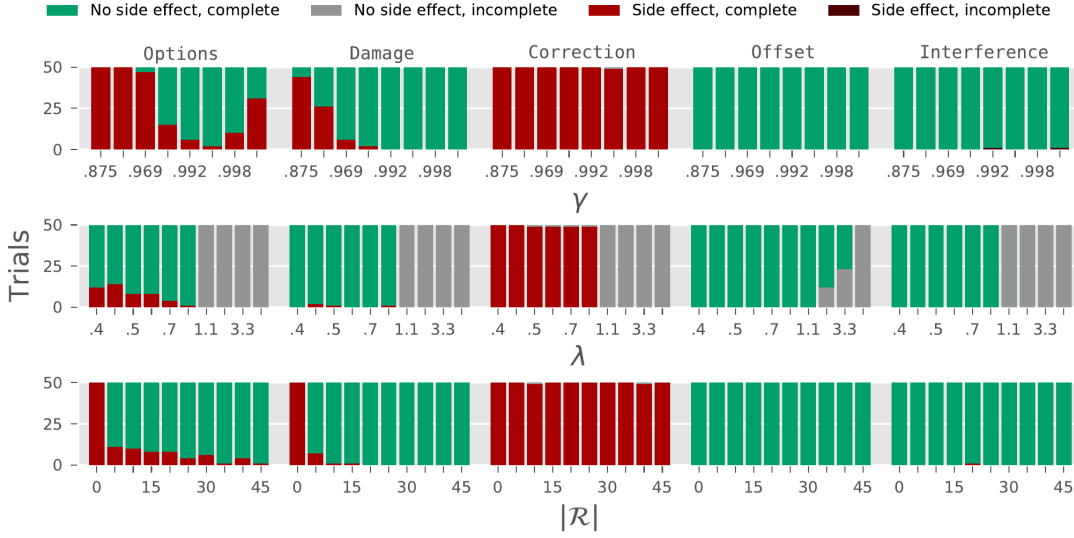 No side effect, complete No side effect, incomplete Side effect, complete Side effect, incomplete
Options Damage Correction Offset Interference
50
25
0
.875 .969 .992 .998 .875 .969 .992 .998 .875 .969 .992 .998 .875 .969 .992 .998 .875 .969 .992 .998
γ
Trials
50
25
0
.4 .5 .7 1.1 3.3 .4 .5 .7 1.1 3.3 .4 .5 .7 1.1 3.3 .4 .5 .7 1.1 3.3 .4 .5 .7 1.1 3.3
λ
50
25
0
0 15 30 45 0 15 30 45 0 15 30 45 0 15 30 45 0 15 30 45
|ℛ|